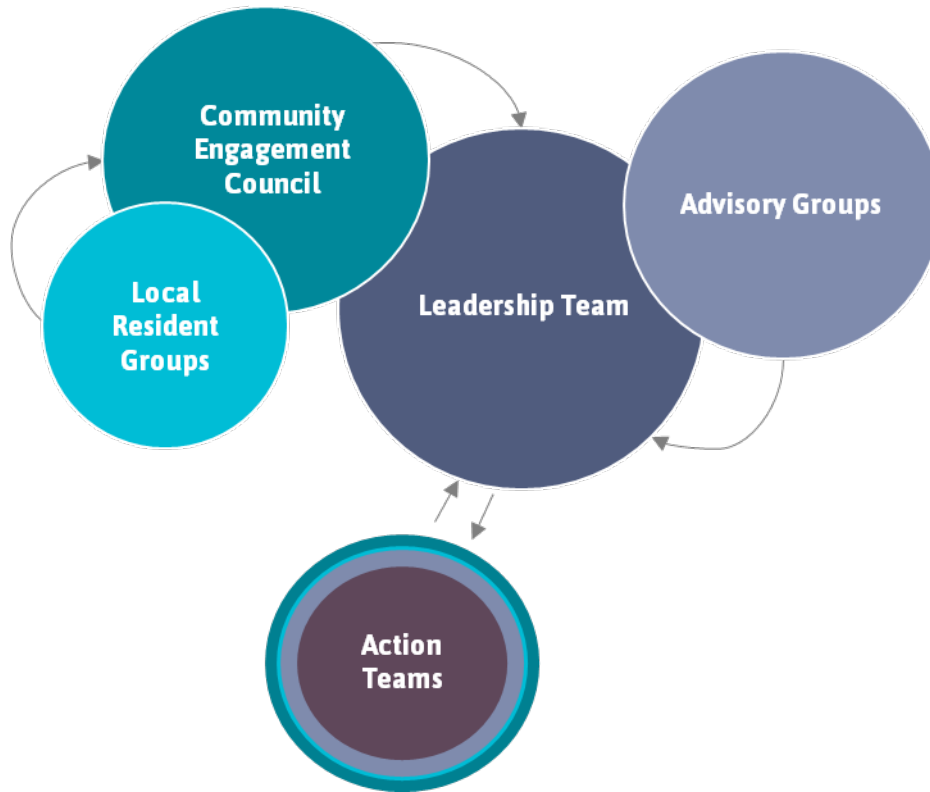 Community
Engagement
Council
Advisory Groups
Local
Resident
Groups
Leadership Team
Action
Teams